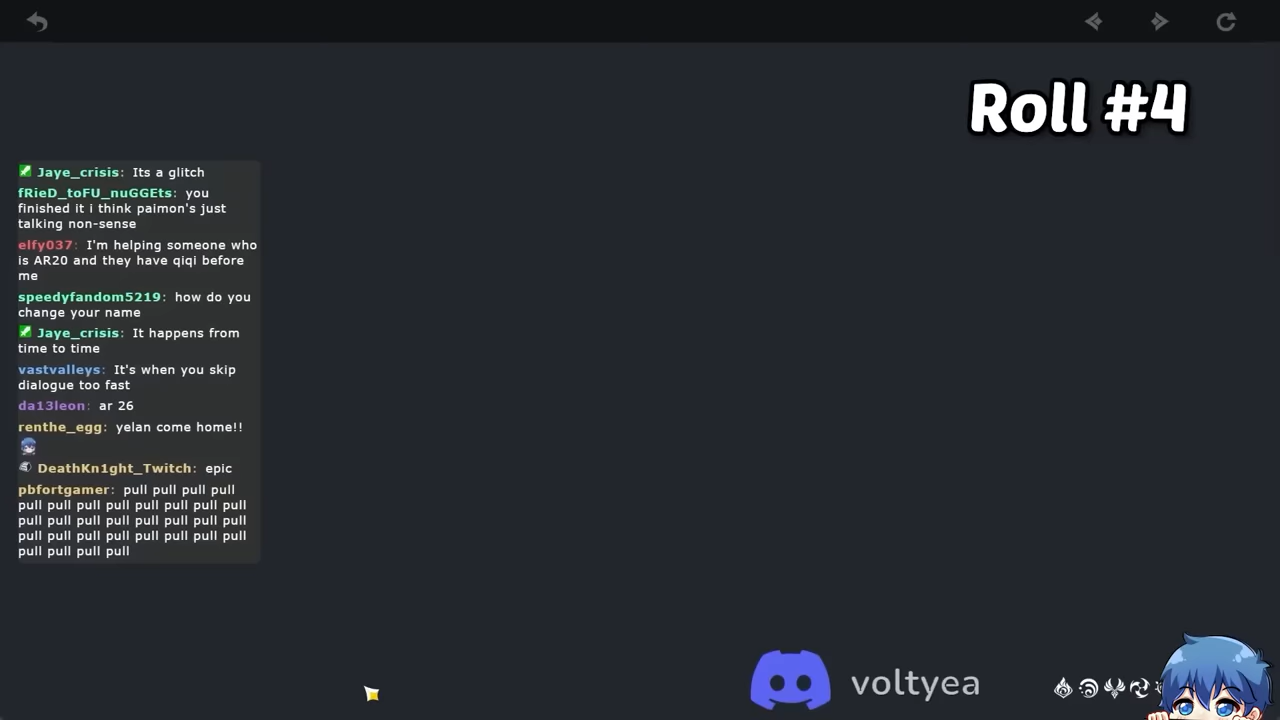 Roll #4
Jaye_crisis: Its a glitch
fRieD_toFU_nuGGEts: you
finished it i think paimon's just
talking non-sense
elfy037: I'm helping someone who
is AR20 and they have qiqi before
me
speedyfandom5219: how do you
change your name
Jaye_crisis: It happens from
time to time
vastvalleys: It's when you skip
dialogue too fast
da13leon: ar 26
renthe_egg: yelan come home!!
DeathKn1ght_Twitch: epic
pbfortgamer: pull pull pull pull
pull pull pull pull pull pull pull pull
pull pull pull pull pull pull pull pull
pull pull pull pull pull pull pull pull
pull pull pull pull
voltyea